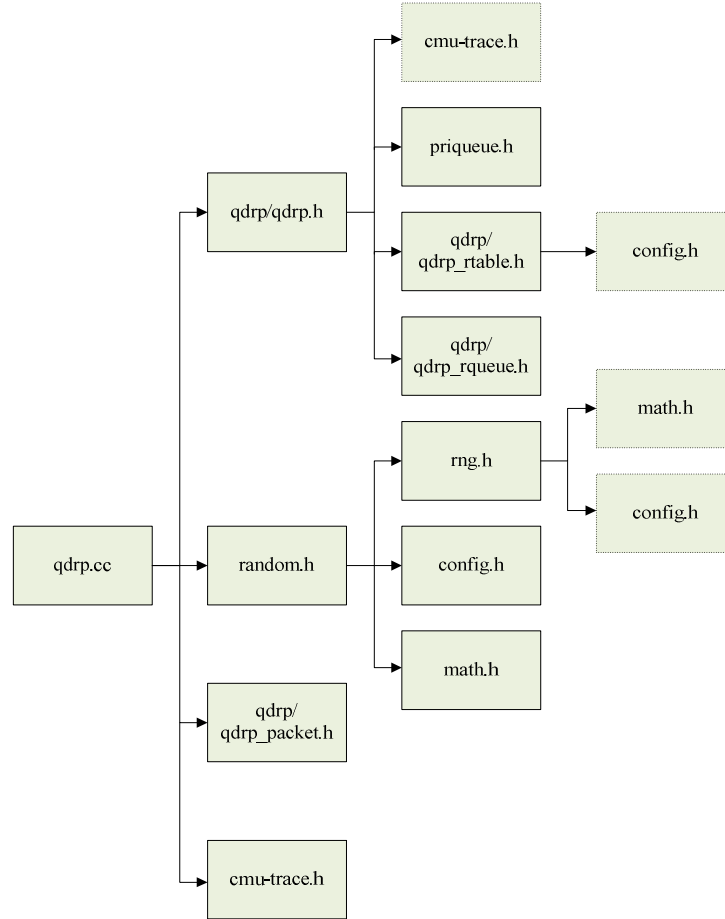 cmu-trace.h
priqueue.h
qdrp/qdrp.h
qdrp/
qdrp_rtable.h
config.h
qdrp/
qdrp_rqueue.h
math.h
rng.h
config.h
qdrp.cc
random.h
config.h
math.h
qdrp/
qdrp_packet.h
cmu-trace.h